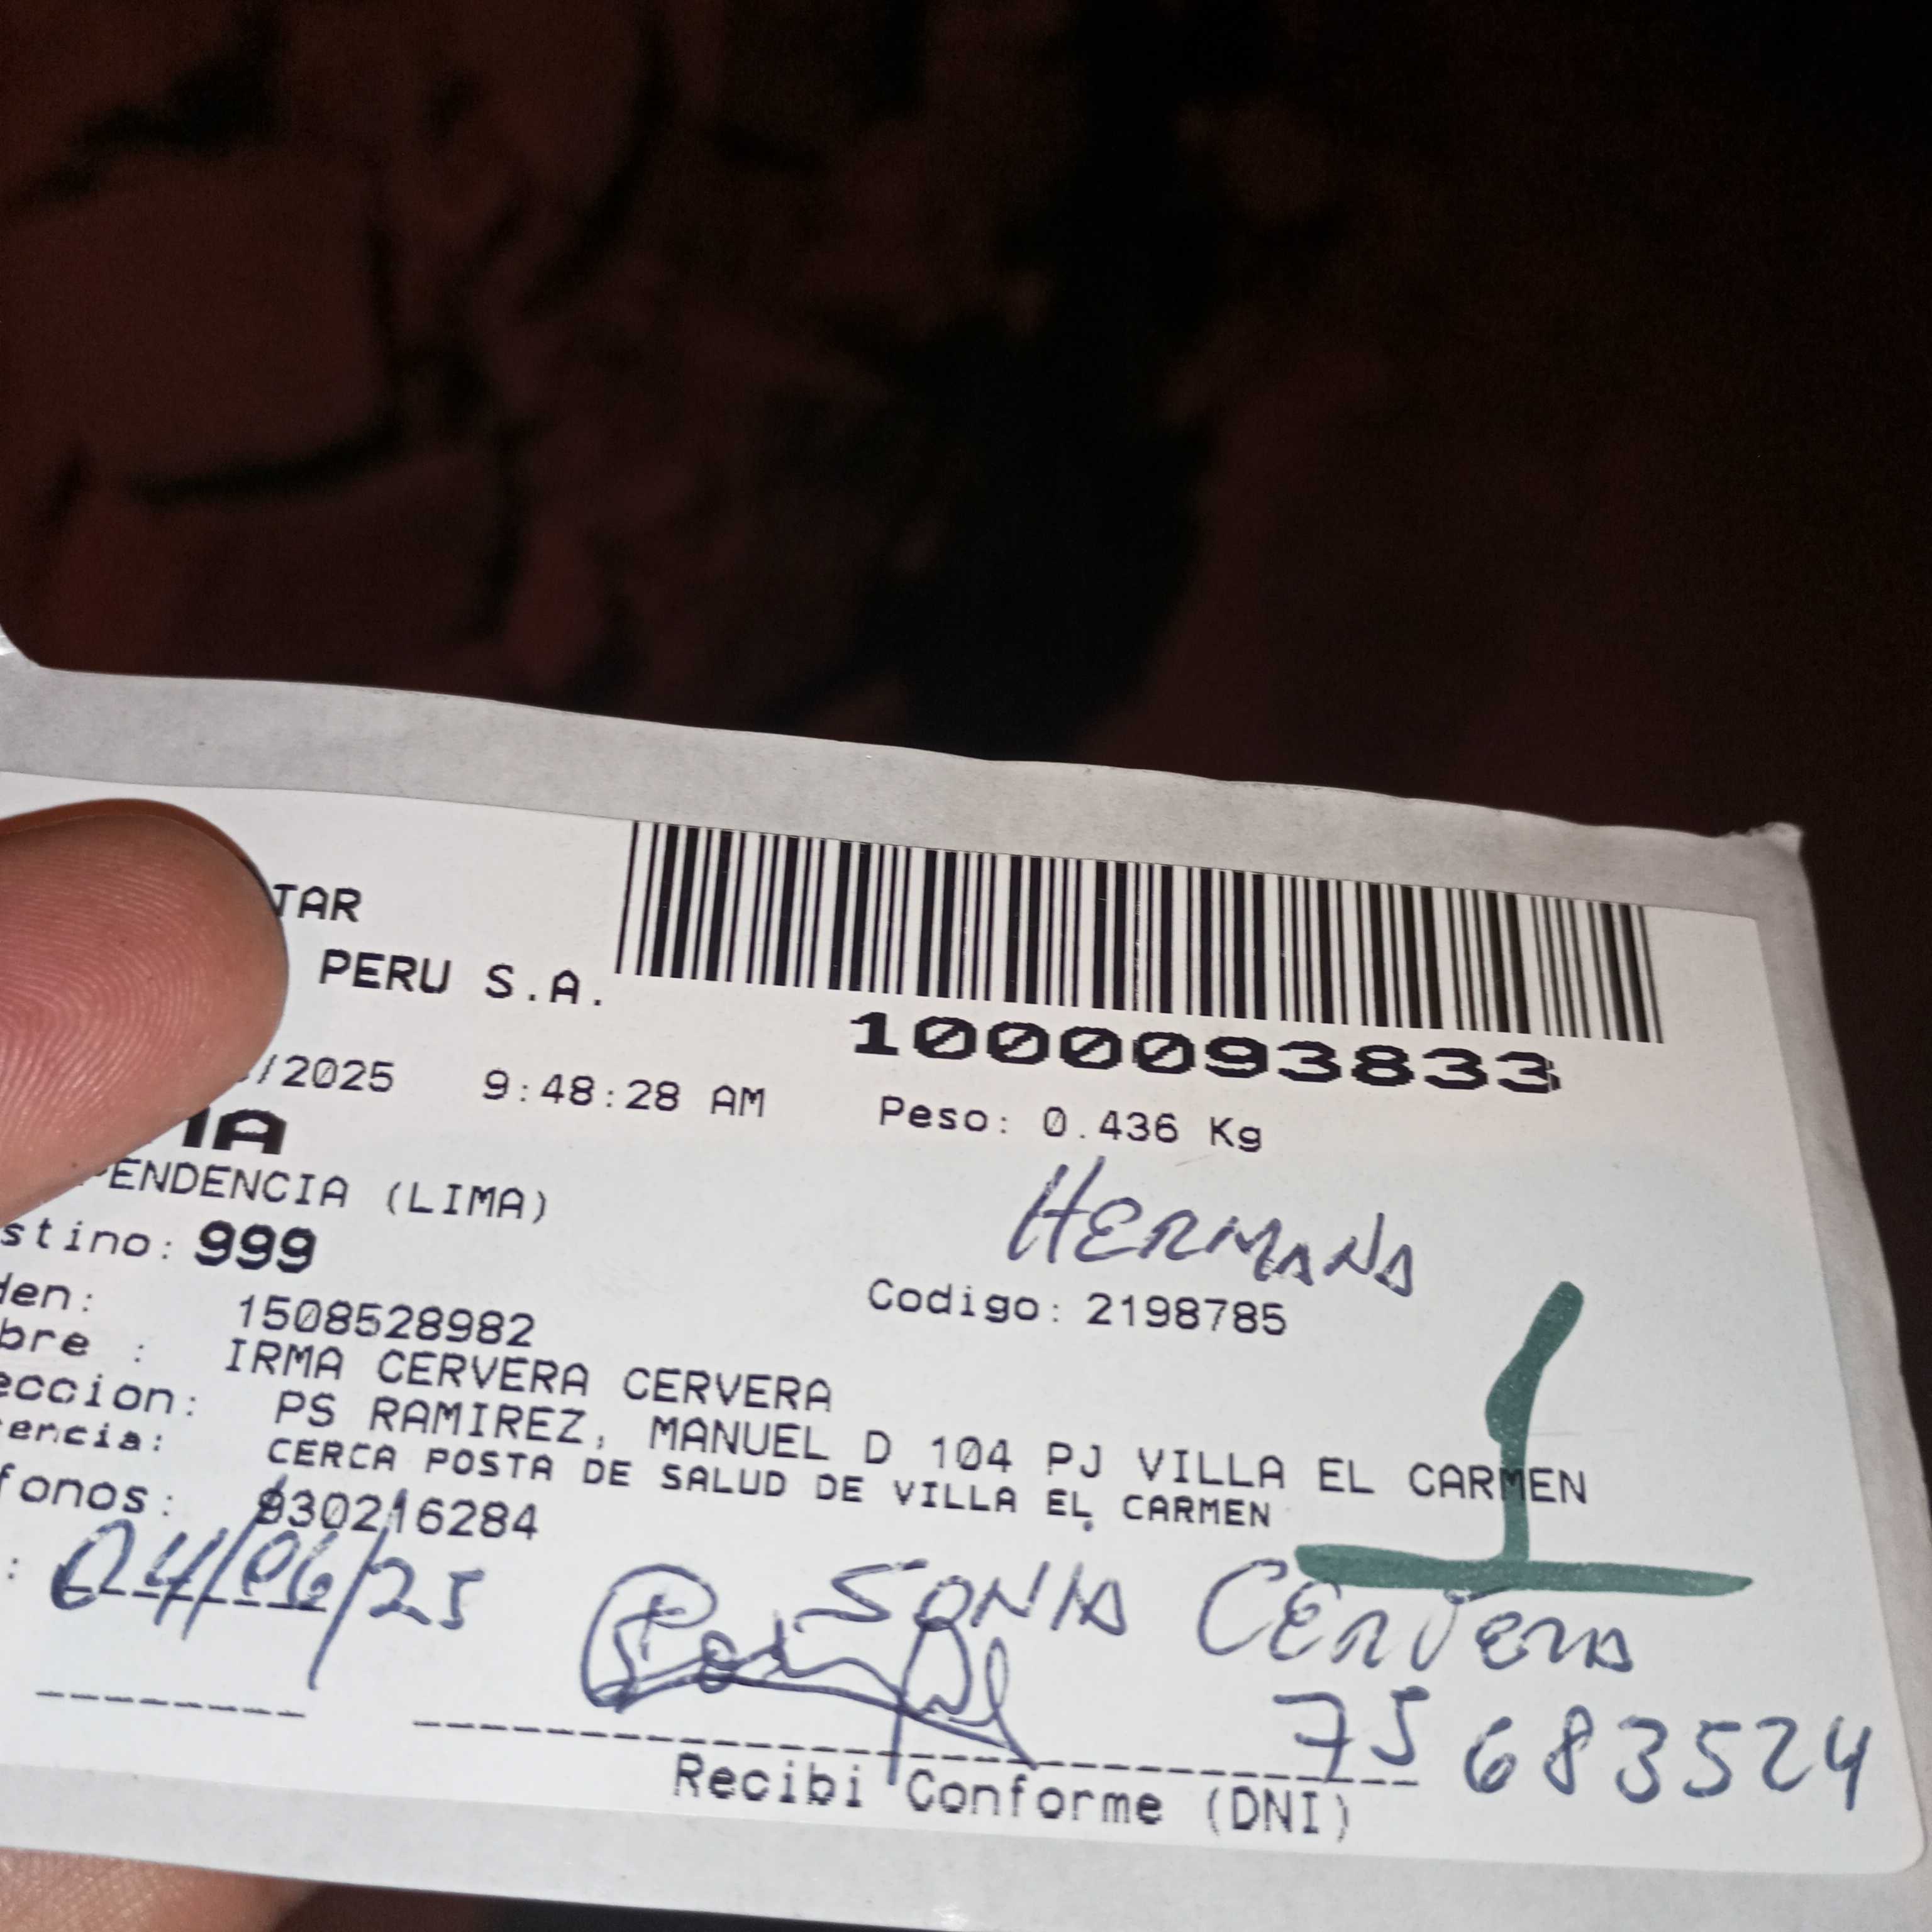 TAR
PERU S.A.
1000093833
/2025 9:48:28 AM Peso: 0.436 Kg
ENDENCIA (LIMA)
HERMANA
stino: 999
den: 1508528982 Codigo: 2198785
bre : IRMA CERVERA CERVERA
eccion: PS RAMIREZ, MANUEL D 104 PJ VILLA EL CARMEN
encia: CERCA POSTA DE SALUD DE VILLA EL CARMEN
fonos: 930216284
1
: 04/06/25 SONIA CERVERA
75683524
Recibi Conforme (DNI)